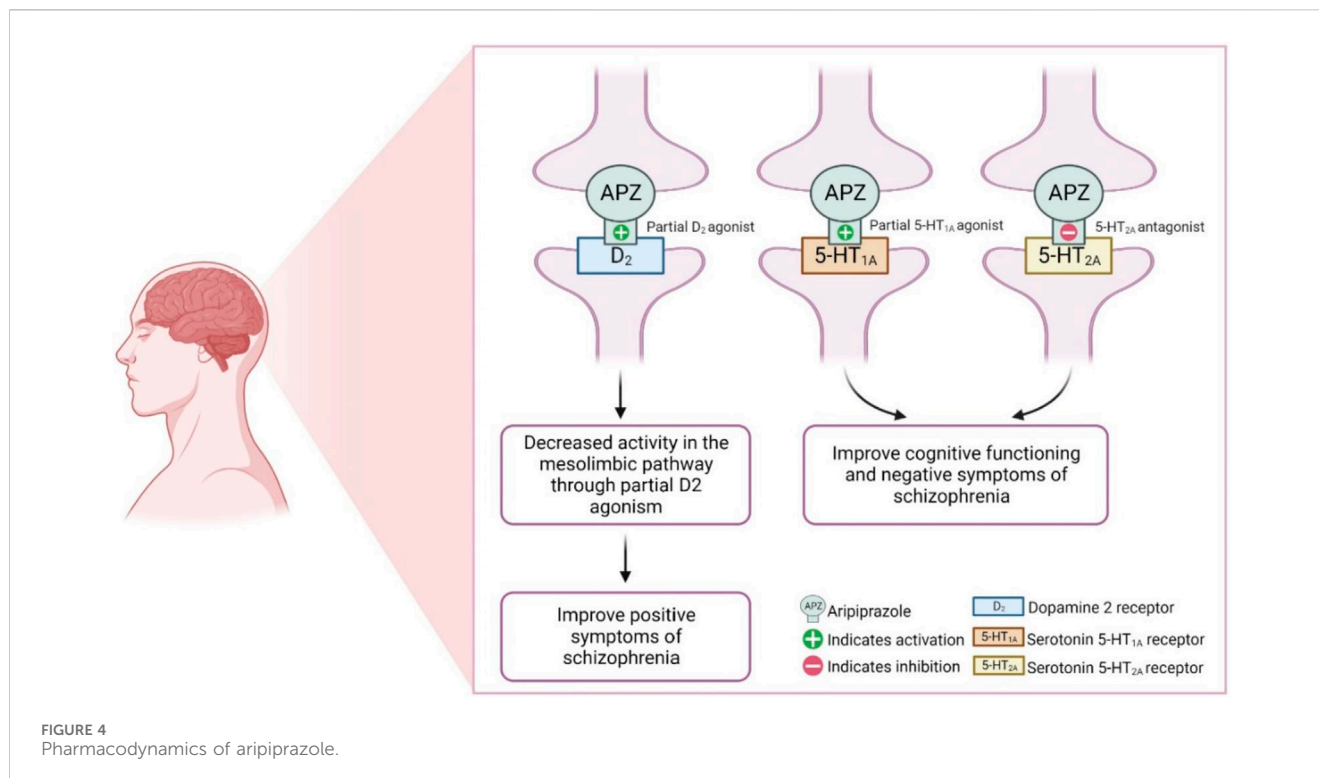 APZ
Partial D₂ agonist
D₂
APZ
Partial 5-HT₁ₐ agonist
5-HT₁ₐ
APZ
5-HT₂ₐ antagonist
5-HT₂ₐ
Decreased activity in the
mesolimbic pathway
through partial D2
agonism
Improve cognitive functioning
and negative symptoms of
schizophrenia
Improve positive
symptoms of
schizophrenia
APZ Aripiprazole
Indicates activation
Indicates inhibition
D₂ Dopamine 2 receptor
5-HT₁ₐ Serotonin 5-HT₁ₐ receptor
5-HT₂ₐ Serotonin 5-HT₂ₐ receptor
FIGURE 4
Pharmacodynamics of aripiprazole.